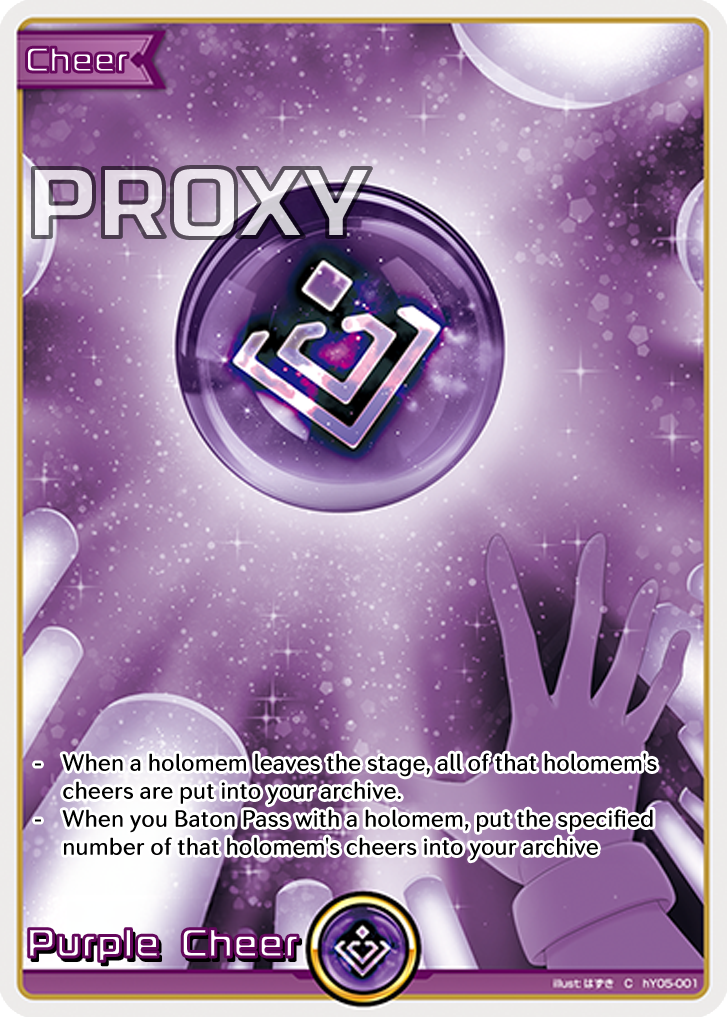 Cheer
PROXY
- When a holomem leaves the stage, all of that holomem's
cheers are put into your archive.
- When you Baton Pass with a holomem, put the specified
number of that holomem's cheers into your archive
Purple Cheer
illust: はずき C hY05-001